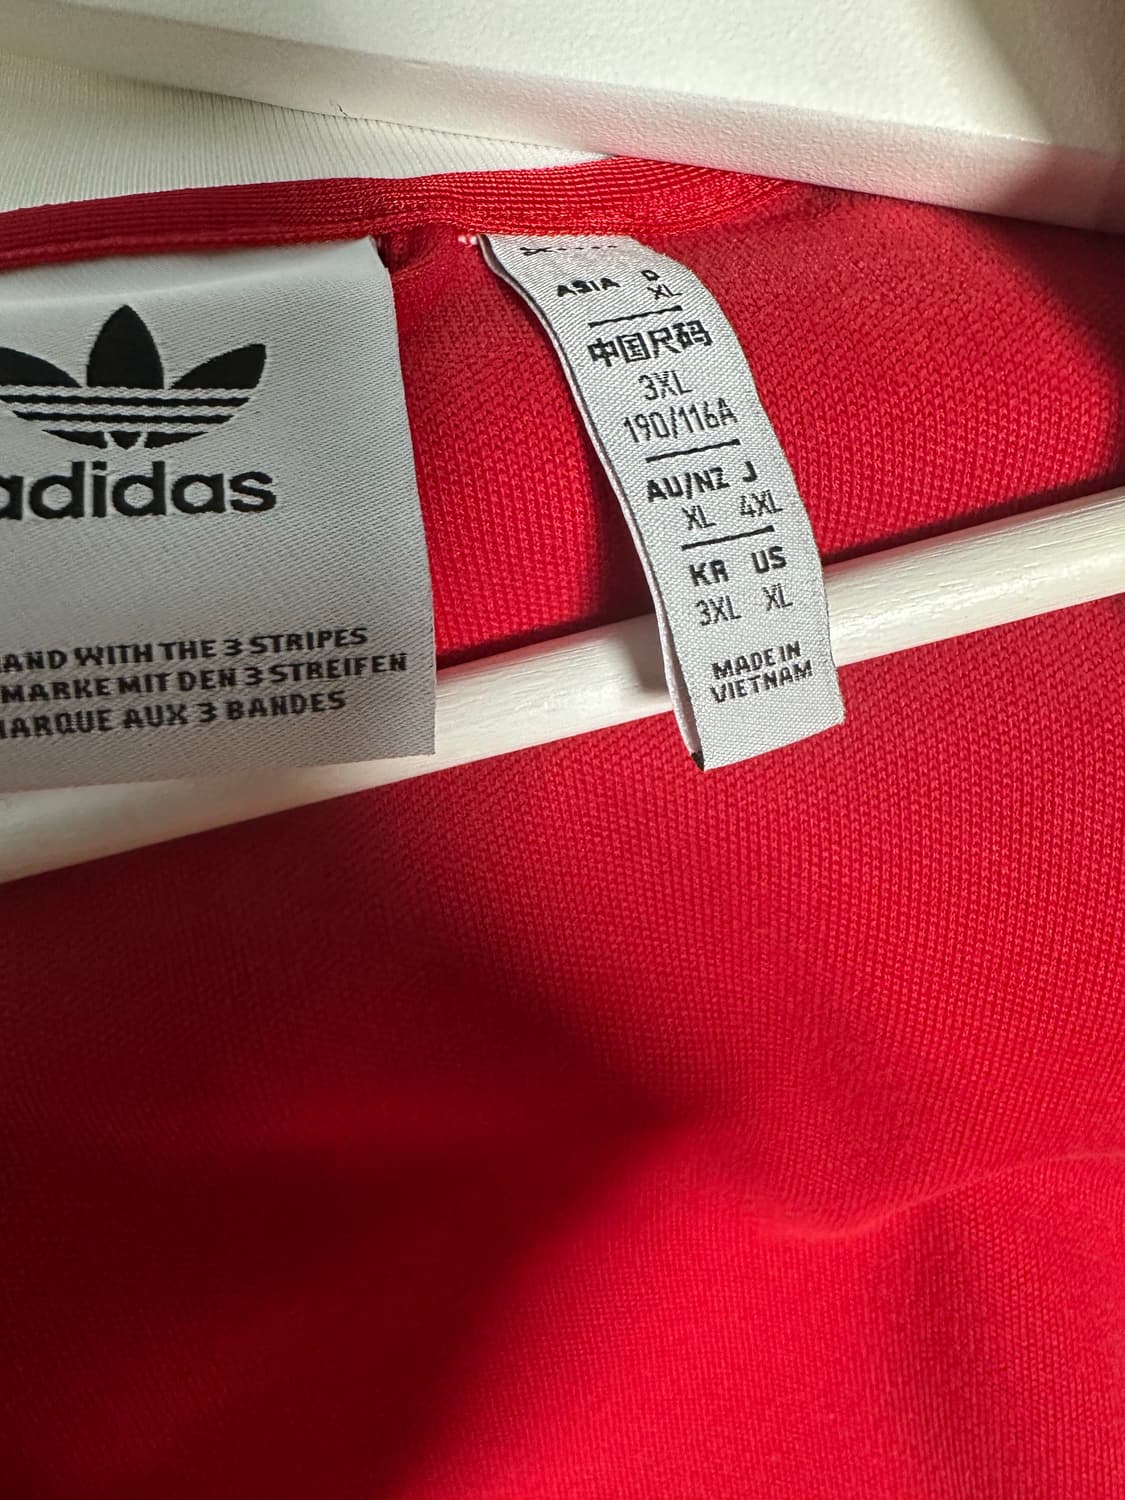 adidas
AND WITH THE 3 STRIPES
MARKE MIT DEN 3 STREIFEN
MARQUE AUX 3 BANDES
ASIA D
XL
中国尺码
3XL
190/116A
AU/NZ J
XL 4XL
KR US
3XL XL
MADE IN
VIETNAM